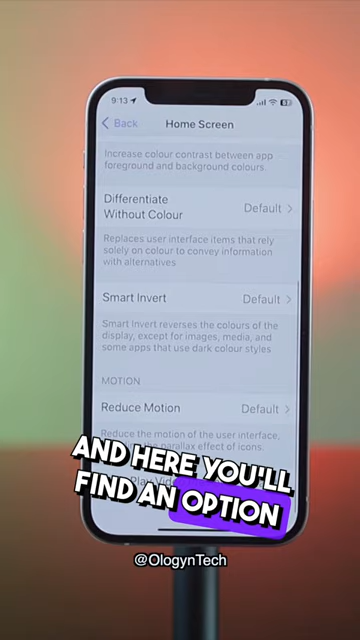 9:13
Back
Home Screen
Increase colour contrast between app
foreground and background colours.
Differentiate
Without Colour
Default
Replaces user interface items that rely
solely on colour to convey information
with alternatives
Smart Invert
Default
Smart Invert reverses the colours of the
display, except for images, media, and
some apps that use dark colour styles
MOTION
Reduce Motion
Default
Reduce the motion of the user interface,
the parallax effect of icons.
AND HERE YOU'LL
FIND AN OPTION
@OlogynTech